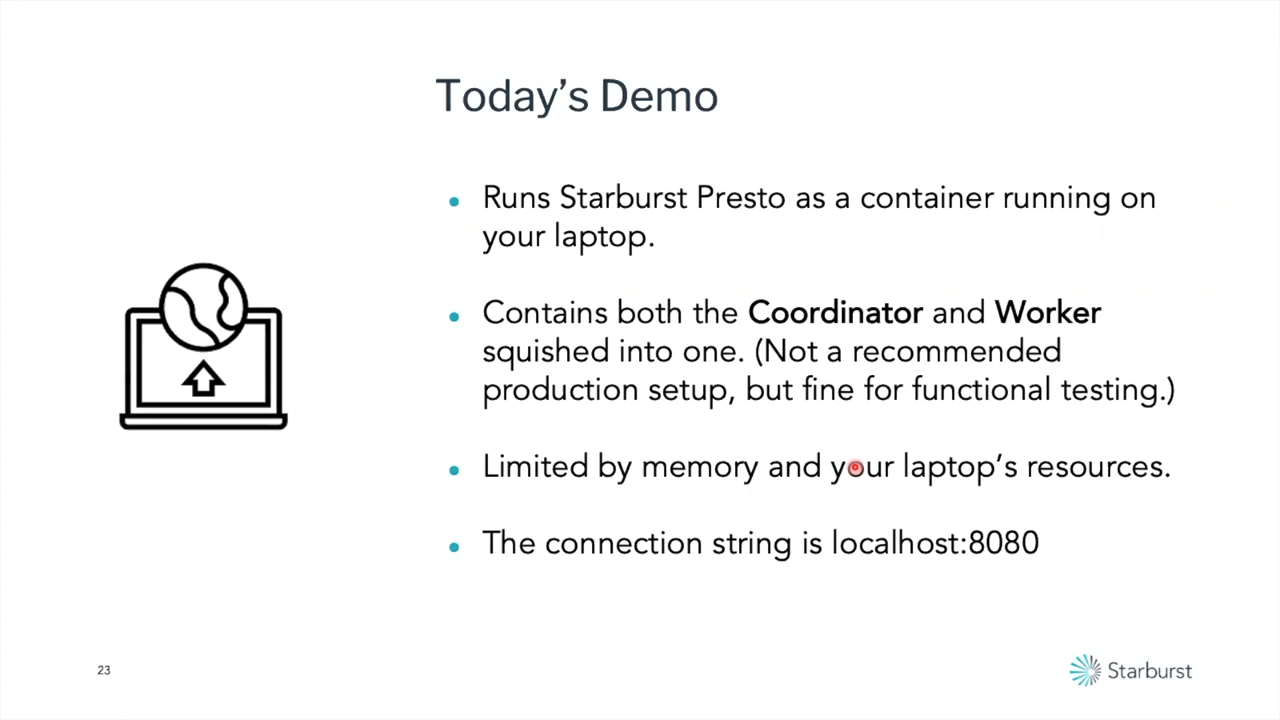 Today’s Demo
Runs Starburst Presto as a container running on
your laptop.
Contains both the Coordinator and Worker
squished into one. (Not a recommended
production setup, but fine for functional testing.)
Limited by memory and your laptop’s resources.
The connection string is localhost:8080
23
Starburst